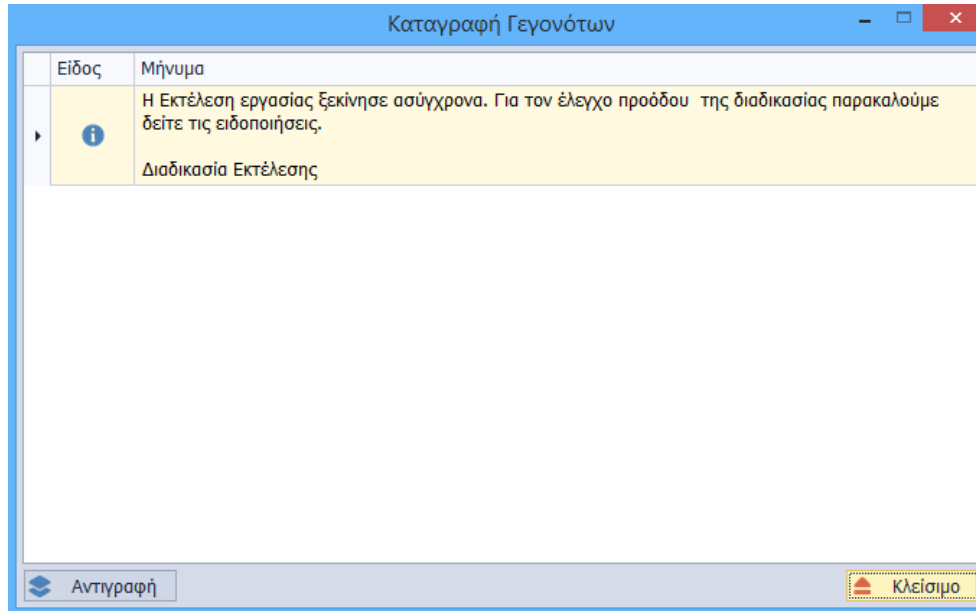 Καταγραφή Γεγονότων
Είδος Μήνυμα
Η Εκτέλεση εργασίας ξεκίνησε ασύγχρονα. Για τον έλεγχο προόδου  της διαδικασίας παρακαλούμε
δείτε τις ειδοποιήσεις.
Διαδικασία Εκτέλεσης
Αντιγραφή Κλείσιμο